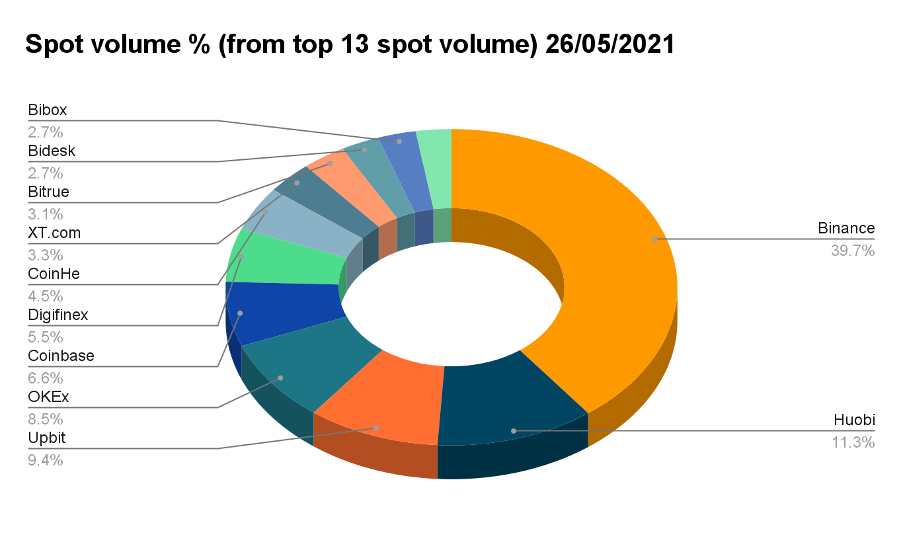 Spot volume % (from top 13 spot volume) 26/05/2021
Bibox
2.7%
Bidesk
2.7%
Bitrue
3.1%
XT.com
3.3%
CoinHe
4.5%
Digifinex
5.5%
Coinbase
6.6%
OKEx
8.5%
Upbit
9.4%
Binance
39.7%
Huobi
11.3%